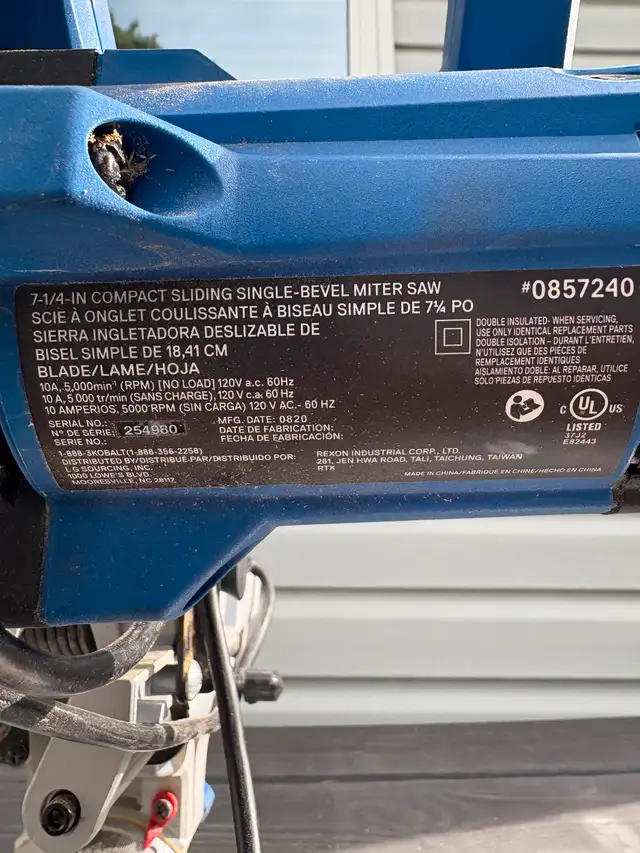 7-1/4-IN COMPACT SLIDING SINGLE-BEVEL MITER SAW
#0857240
SCIE À ONGLET COULISSANTE À BISEAU SIMPLE DE 7¼ PO
SIERRA INGLETADORA DESLIZABLE DE
BISEL SIMPLE DE 18,41 CM
BLADE/LAME/HOJA
10A, 5,000min⁻¹ (RPM) [NO LOAD] 120V a.c. 60Hz
10 A, 5 000 tr/min (SANS CHARGE), 120 V c.a: 60 Hz
10 AMPERIOS, 5000 RPM (SIN CARGA) 120 V AC.- 60 HZ
SERIAL NO.:
Nº DE SÉRIE:
SERIE NO.:
254980
MFG. DATE: 0820
DATE DE FABRICATION:
FECHA DE FABRICACIÓN:
1-888-3KOBALT(1-888-356-2258)
DISTRIBUTED BY/DISTRIBUÉ PAR/DISTRIBUIDO POR:
L G SOURCING, INC.
1000 LOWE'S BLVD.
MOORESVILLE, NC 28117
REXON INDUSTRIAL CORP., LTD.
261, JEN HWA ROAD, TALI, TAICHUNG, TAIWAN
RTX
DOUBLE INSULATED- WHEN SERVICING,
USE ONLY IDENTICAL REPLACEMENT PARTS
DOUBLE ISOLATION – DURANT L'ENTRETIEN,
N'UTILISEZ QUE DES PIÈCES DE
REMPLACEMENT IDENTIQUES
AISLAMIENTO DOBLE: AL REPARAR, UTILICE
SÓLO PIEZAS DE REPUESTO IDÉNTICAS
C UL US
LISTED
37J2
E82443
MADE IN CHINA/FABRIQUÉ EN CHINE/HECHO EN CHINA